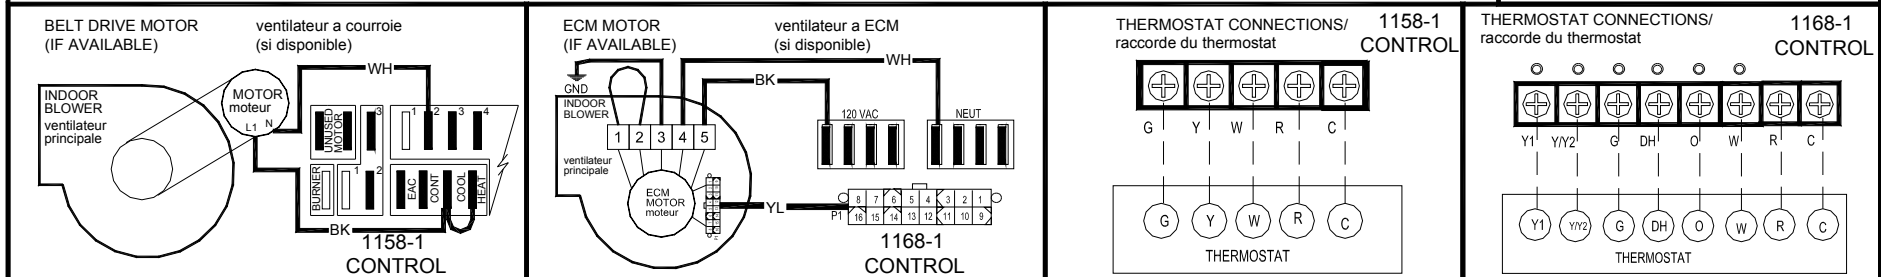 BELT DRIVE MOTOR
(IF AVAILABLE)
ventilateur a courroie
(si disponible)
WH
INDOOR
BLOWER
ventilateur
principale
MOTOR
moteur
L1 N
UNUSED
MOTOR
3
1 2 3 4
BURNER
1 2
EAC
CONT
COOL
HEAT
BK
1158-1
CONTROL
ECM MOTOR
(IF AVAILABLE)
ventilateur a ECM
(si disponible)
WH
BK
GND
INDOOR
BLOWER
1 2 3 4 5
ventilateur
principale
ECM
MOTOR
moteur
120 VAC
NEUT
YL
P1
8 7 6 5 4 3 2 1
16 15 14 13 12 11 10 9
1168-1
CONTROL
THERMOSTAT CONNECTIONS/
raccorde du thermostat
1158-1
CONTROL
G Y W R C
G Y W R C
THERMOSTAT
THERMOSTAT CONNECTIONS/
raccorde du thermostat
1168-1
CONTROL
Y1 Y/Y2 G DH O W R C
Y1 Y/Y2 G DH O W R C
THERMOSTAT